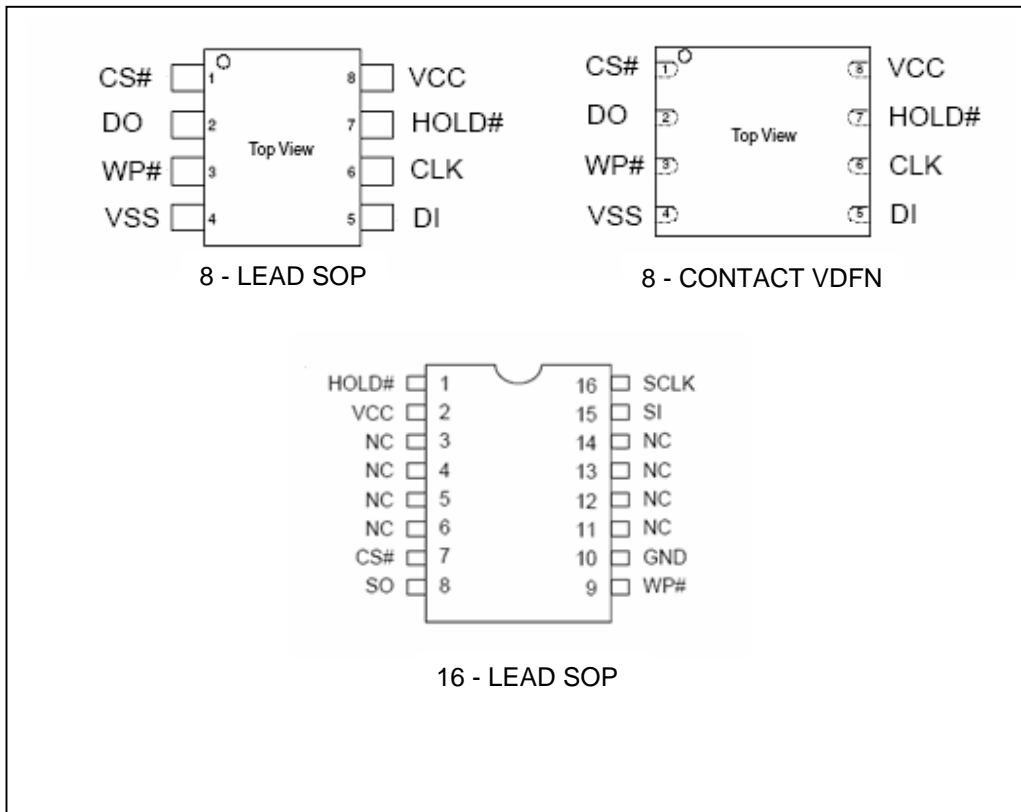 CS# 1 8 VCC
DO 2 7 HOLD#
Top View
WP# 3 6 CLK
VSS 4 5 DI
8 - LEAD SOP
CS# 1 8 VCC
DO 2 7 HOLD#
Top View
WP# 3 6 CLK
VSS 4 5 DI
8 - CONTACT VDFN
HOLD# 1 16 SCLK
VCC 2 15 SI
NC 3 14 NC
NC 4 13 NC
NC 5 12 NC
NC 6 11 NC
CS# 7 10 GND
SO 8 9 WP#
16 - LEAD SOP